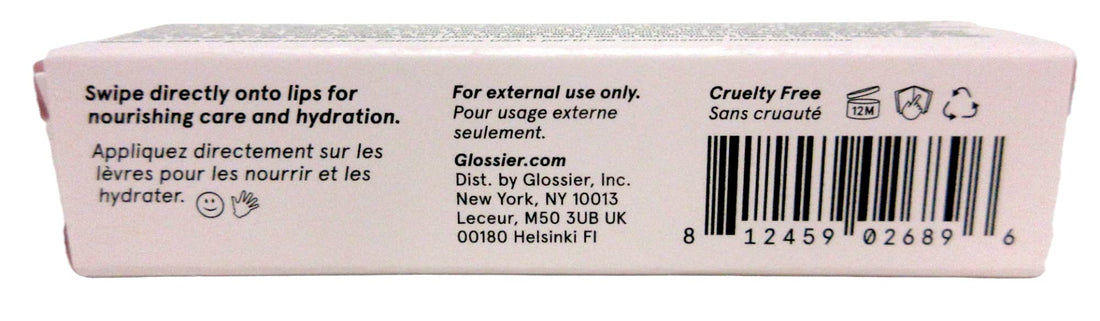 Swipe directly onto lips for
nourishing care and hydration.
Appliquez directement sur les
lèvres pour les nourrir et les
hydrater.
For external use only.
Pour usage externe
seulement.
Glossier.com
Dist. by Glossier, Inc.
New York, NY 10013
Leceur, M50 3UB UK
00180 Helsinki FI
Cruelty Free
Sans cruauté
12M
8 12459 02689 6